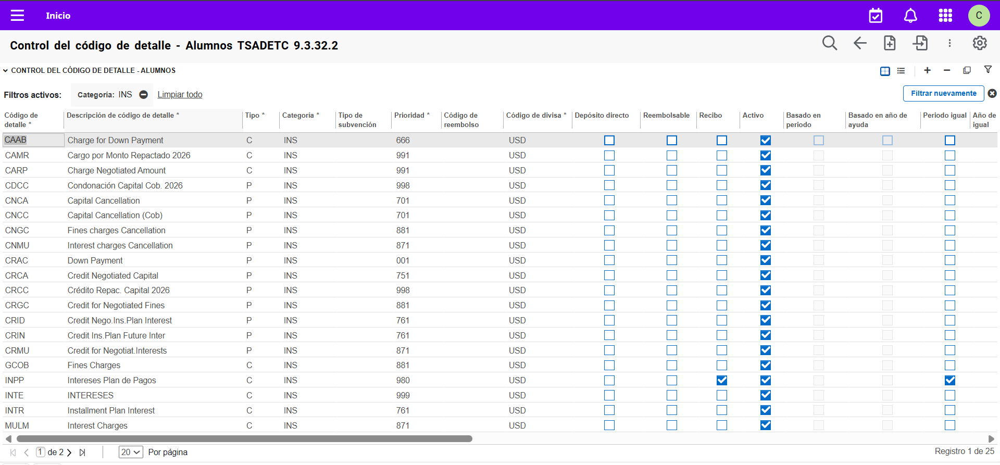 Inicio
C
Control del código de detalle - Alumnos TSADETC 9.3.32.2
CONTROL DEL CÓDIGO DE DETALLE - ALUMNOS
Filtros activos: Categoría: INS Limpiar todo Filtrar nuevamente
Código de detalle * Descripción de código de detalle * Tipo * Categoría * Tipo de subvención Prioridad * Código de reembolso Código de divisa * Depósito directo Reembolsable Recibo Activo Basado en periodo Basado en año de ayuda Periodo igual Año de igual
CAAB Charge for Down Payment C INS 666 USD
CAMR Cargo por Monto Repactado 2026 C INS 991 USD
CARP Charge Negotiated Amount C INS 991 USD
CDCC Condonación Capital Cob. 2026 P INS 998 USD
CNCA Capital Cancellation P INS 701 USD
CNCC Capital Cancellation (Cob) P INS 701 USD
CNGC Fines charges Cancellation P INS 881 USD
CNMU Interest charges Cancellation P INS 871 USD
CRAC Down Payment P INS 001 USD
CRCA Credit Negotiated Capital P INS 751 USD
CRCC Crédito Repac. Capital 2026 P INS 998 USD
CRGC Credit for Negotiated Fines P INS 881 USD
CRID Credit Nego.Ins.Plan Interest P INS 761 USD
CRIN Credit Ins.Plan Future Inter P INS 761 USD
CRMU Credit for Negotiat.Interests P INS 871 USD
GCOB Fines Charges C INS 881 USD
INPP Intereses Plan de Pagos C INS 980 USD
INTE INTERESES C INS 999 USD
INTR Installment Plan Interest C INS 761 USD
MULM Interest Charges C INS 871 USD
1 de 2 20 Por página Registro 1 de 25